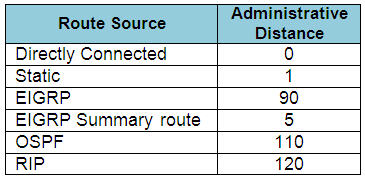 Route Source Administrative Distance
Directly Connected 0
Static 1
EIGRP 90
EIGRP Summary route 5
OSPF 110
RIP 120